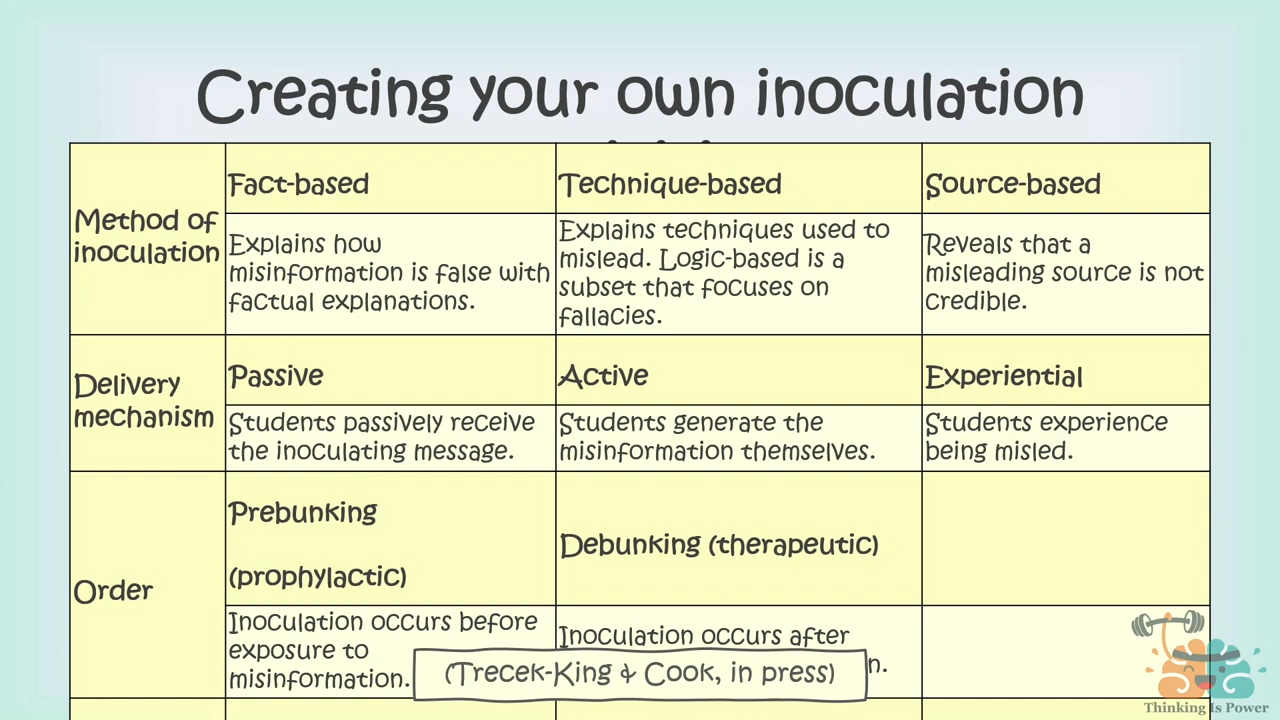 Creating your own inoculation
Method of
inoculation
Fact-based
Technique-based
Source-based
Explains how
misinformation is false with
factual explanations.
Explains techniques used to
mislead. Logic-based is a
subset that focuses on
fallacies.
Reveals that a
misleading source is not
credible.
Delivery
mechanism
Passive
Active
Experiential
Students passively receive
the inoculating message.
Students generate the
misinformation themselves.
Students experience
being misled.
Order
Prebunking
(prophylactic)
Debunking (therapeutic)
Inoculation occurs before
exposure to
misinformation.
Inoculation occurs after
(Trecek-King & Cook, in press)
Thinking Is Power